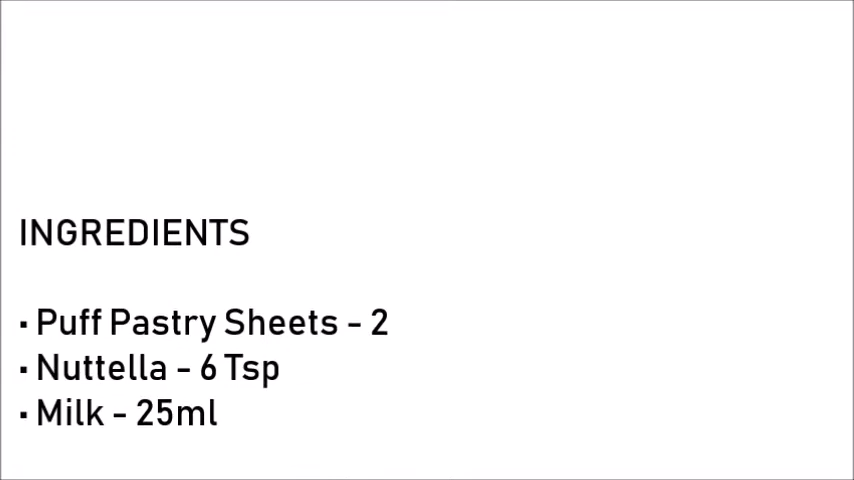 INGREDIENTS
▪ Puff Pastry Sheets - 2
▪ Nuttella - 6 Tsp
▪ Milk - 25ml